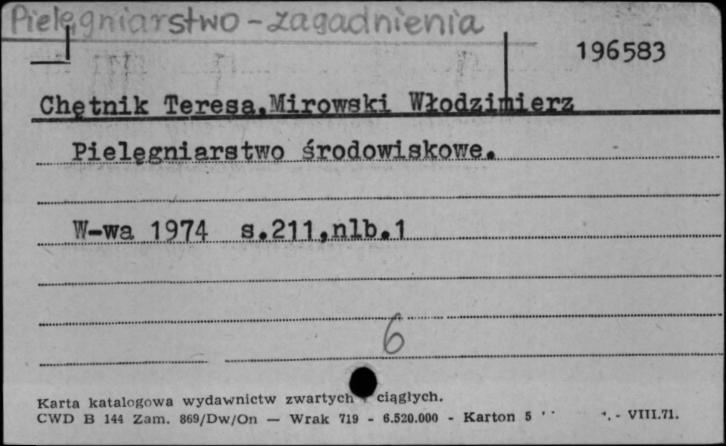 Pielęgniarstwo - zagadnienia
196583
Chętnik Teresa,Mirowski Włodzimierz
Pielęgniarstwo środowiskowe.
W-wa 1974 s.211,nlb.1
6
Karta katalogowa wydawnictw zwartych ciągłych.
CWD B 144 Zam. 869/Dw/On — Wrak 719 - 6.520.000 - Karton 5 - VIII.71.